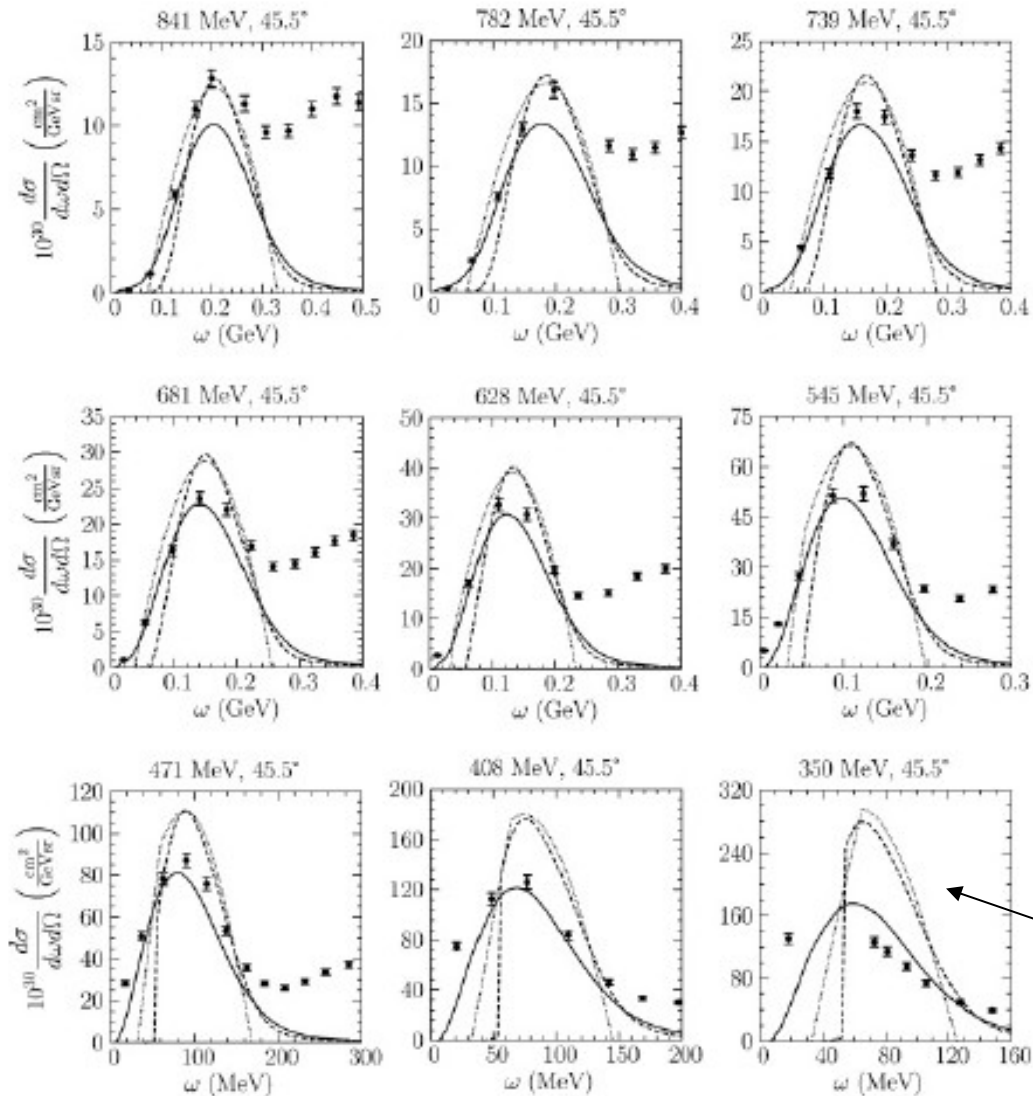 841 MeV, 45.5°
782 MeV, 45.5°
739 MeV, 45.5°
10³⁰ dσ/dωdΩ (cm²/GeV sr)
15
10
5
0
20
15
10
5
0
25
20
15
10
5
0
0 0.1 0.2 0.3 0.4 0.5
0 0.1 0.2 0.3 0.4
0 0.1 0.2 0.3 0.4
ω (GeV)
ω (GeV)
ω (GeV)
681 MeV, 45.5°
628 MeV, 45.5°
545 MeV, 45.5°
10³⁰ dσ/dωdΩ (cm²/GeV sr)
35
30
25
20
15
10
5
0
50
40
30
20
10
0
75
60
45
30
15
0
0 0.1 0.2 0.3 0.4
0 0.1 0.2 0.3 0.4
0 0.1 0.2 0.3
ω (GeV)
ω (GeV)
ω (GeV)
471 MeV, 45.5°
408 MeV, 45.5°
350 MeV, 45.5°
10³⁰ dσ/dωdΩ (cm²/GeV sr)
120
100
80
60
40
20
0
200
160
120
80
40
0
320
240
160
80
0
0 100 200 300
0 50 100 150 200
0 40 80 120 160
ω (MeV)
ω (MeV)
ω (MeV)